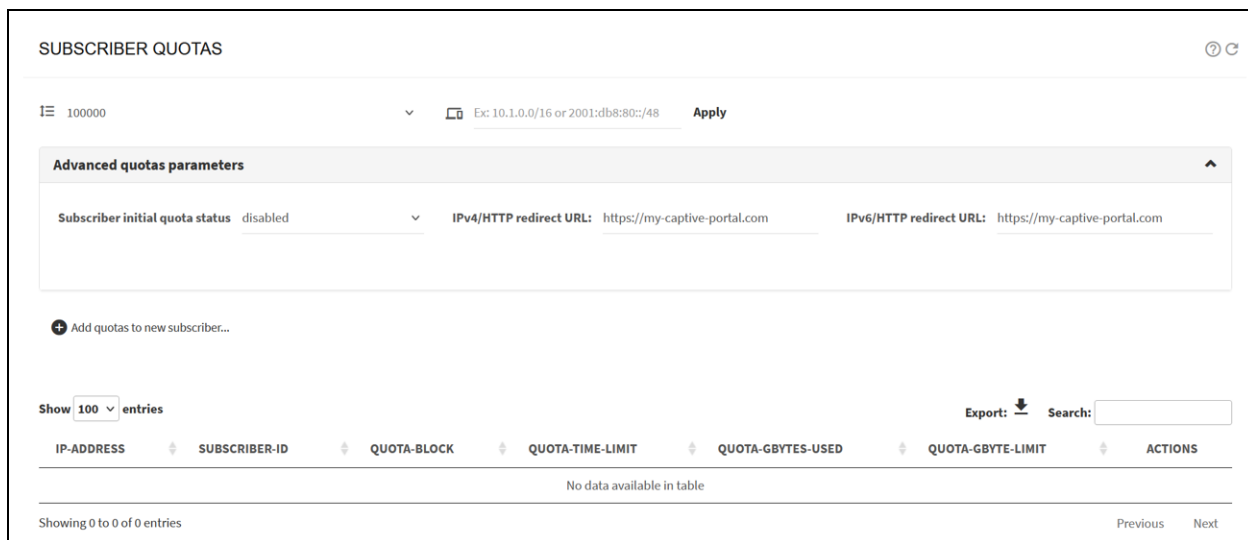 SUBSCRIBER QUOTAS
100000 Ex: 10.1.0.0/16 or 2001:db8:80::/48 Apply
Advanced quotas parameters
Subscriber initial quota status disabled IPv4/HTTP redirect URL: https://my-captive-portal.com IPv6/HTTP redirect URL: https://my-captive-portal.com
Add quotas to new subscriber...
Show 100 entries Export: Search:
IP-ADDRESS SUBSCRIBER-ID QUOTA-BLOCK QUOTA-TIME-LIMIT QUOTA-GBYTES-USED QUOTA-GBYTE-LIMIT ACTIONS
No data available in table
Showing 0 to 0 of 0 entries Previous Next